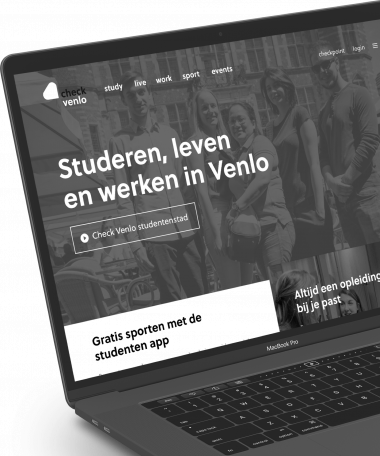 checkpoint login
check
venlo
study live work sport events
Studeren, leven
en werken in Venlo
Check Venlo studentenstad
Altijd een opleiding
bij je past
Gratis sporten met de
studenten app
MacBook Pro